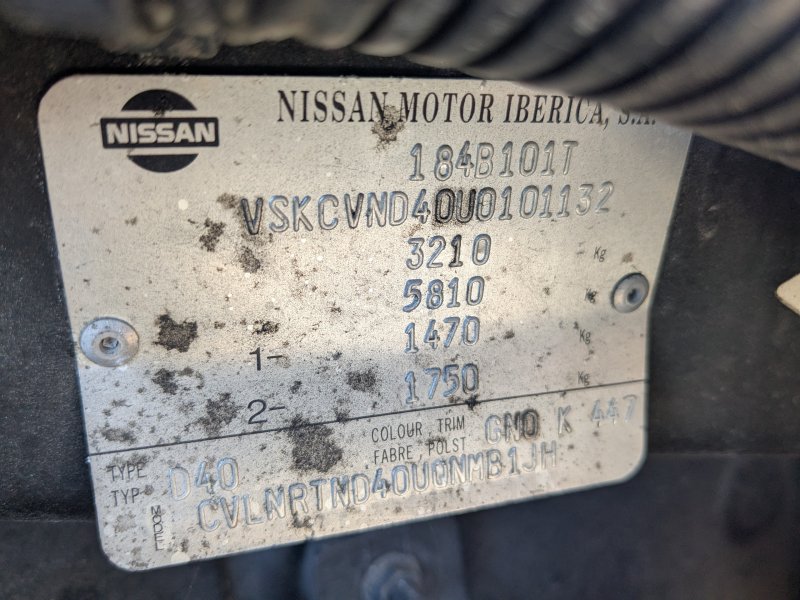 NISSAN
NISSAN MOTOR IBERICA, S.A.
184B101T
VSKCVND40U0101132
3210 Kg
5810 Kg
1- 1470 Kg
2- 1750 Kg
TYPE
TYP
D40
COLOUR, TRIM
FABRE, POLST
GN0 K 447
MODEL
CVLNRTND40UQNMB1JH